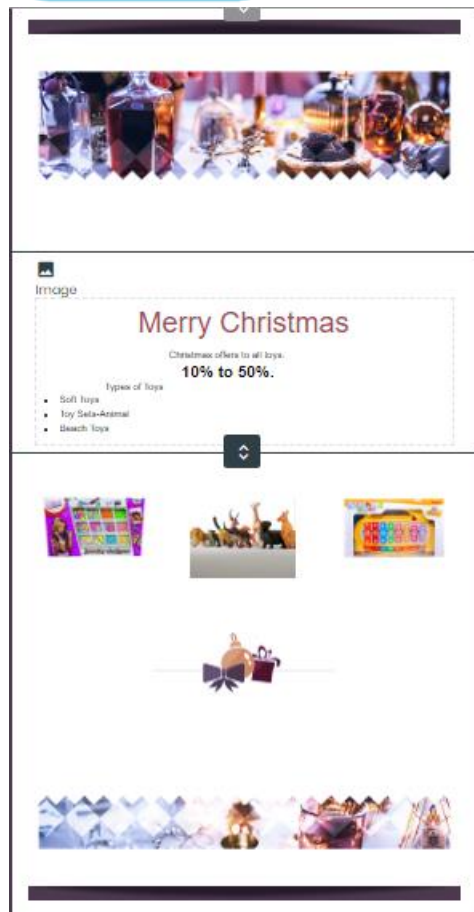 Image
Merry Christmas
Christmas offers to all toys.
10% to 50%.
Types of Toys
Soft Toys
Toy Sets-Animal
Beach Toys